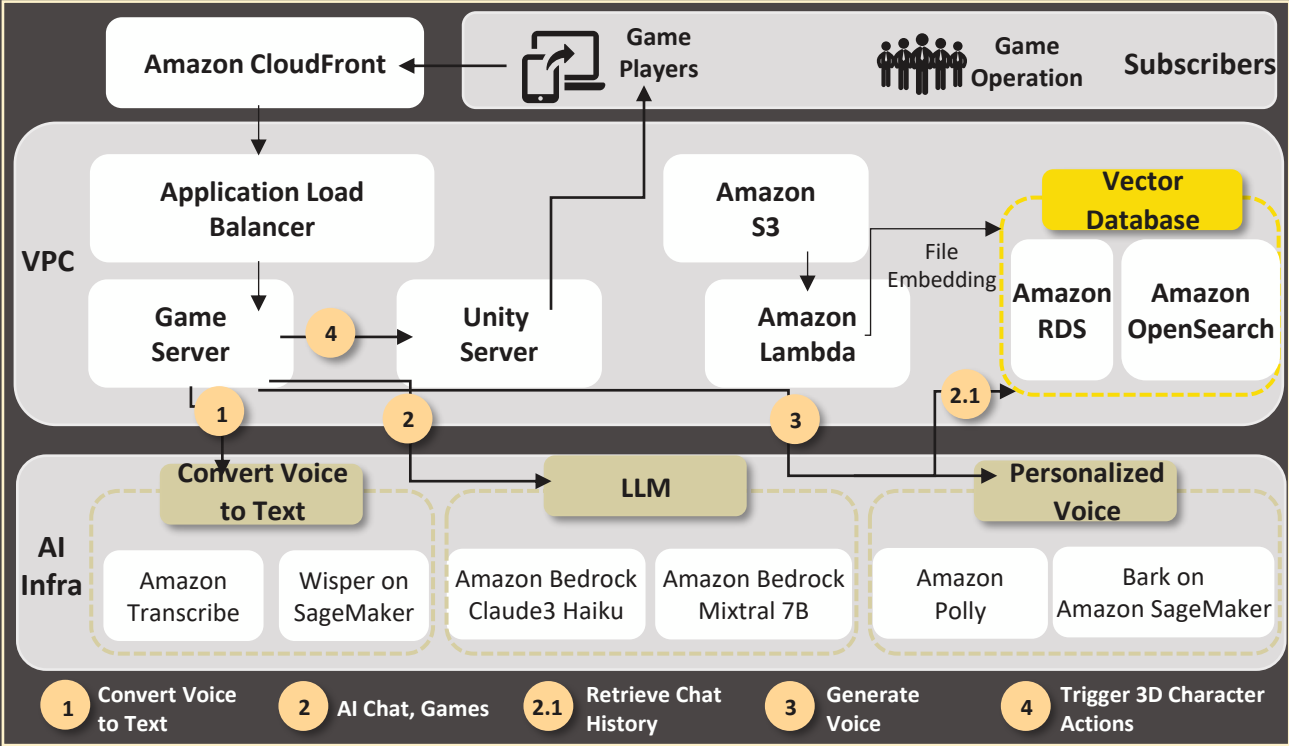 Amazon CloudFront
Game
Players
Game
Operation
Subscribers
VPC
Application Load
Balancer
Amazon
S3
Vector
Database
File
Embedding
Game
Server
4
Unity
Server
Amazon
Lambda
Amazon
RDS
Amazon
OpenSearch
1
2
3
2.1
AI
Infra
Convert Voice
to Text
LLM
Personalized
Voice
Amazon
Transcribe
Wisper on
SageMaker
Amazon Bedrock
Claude3 Haiku
Amazon Bedrock
Mixtral 7B
Amazon
Polly
Bark on
Amazon SageMaker
1
Convert Voice
to Text
2
AI Chat, Games
2.1
Retrieve Chat
History
3
Generate
Voice
4
Trigger 3D Character
Actions